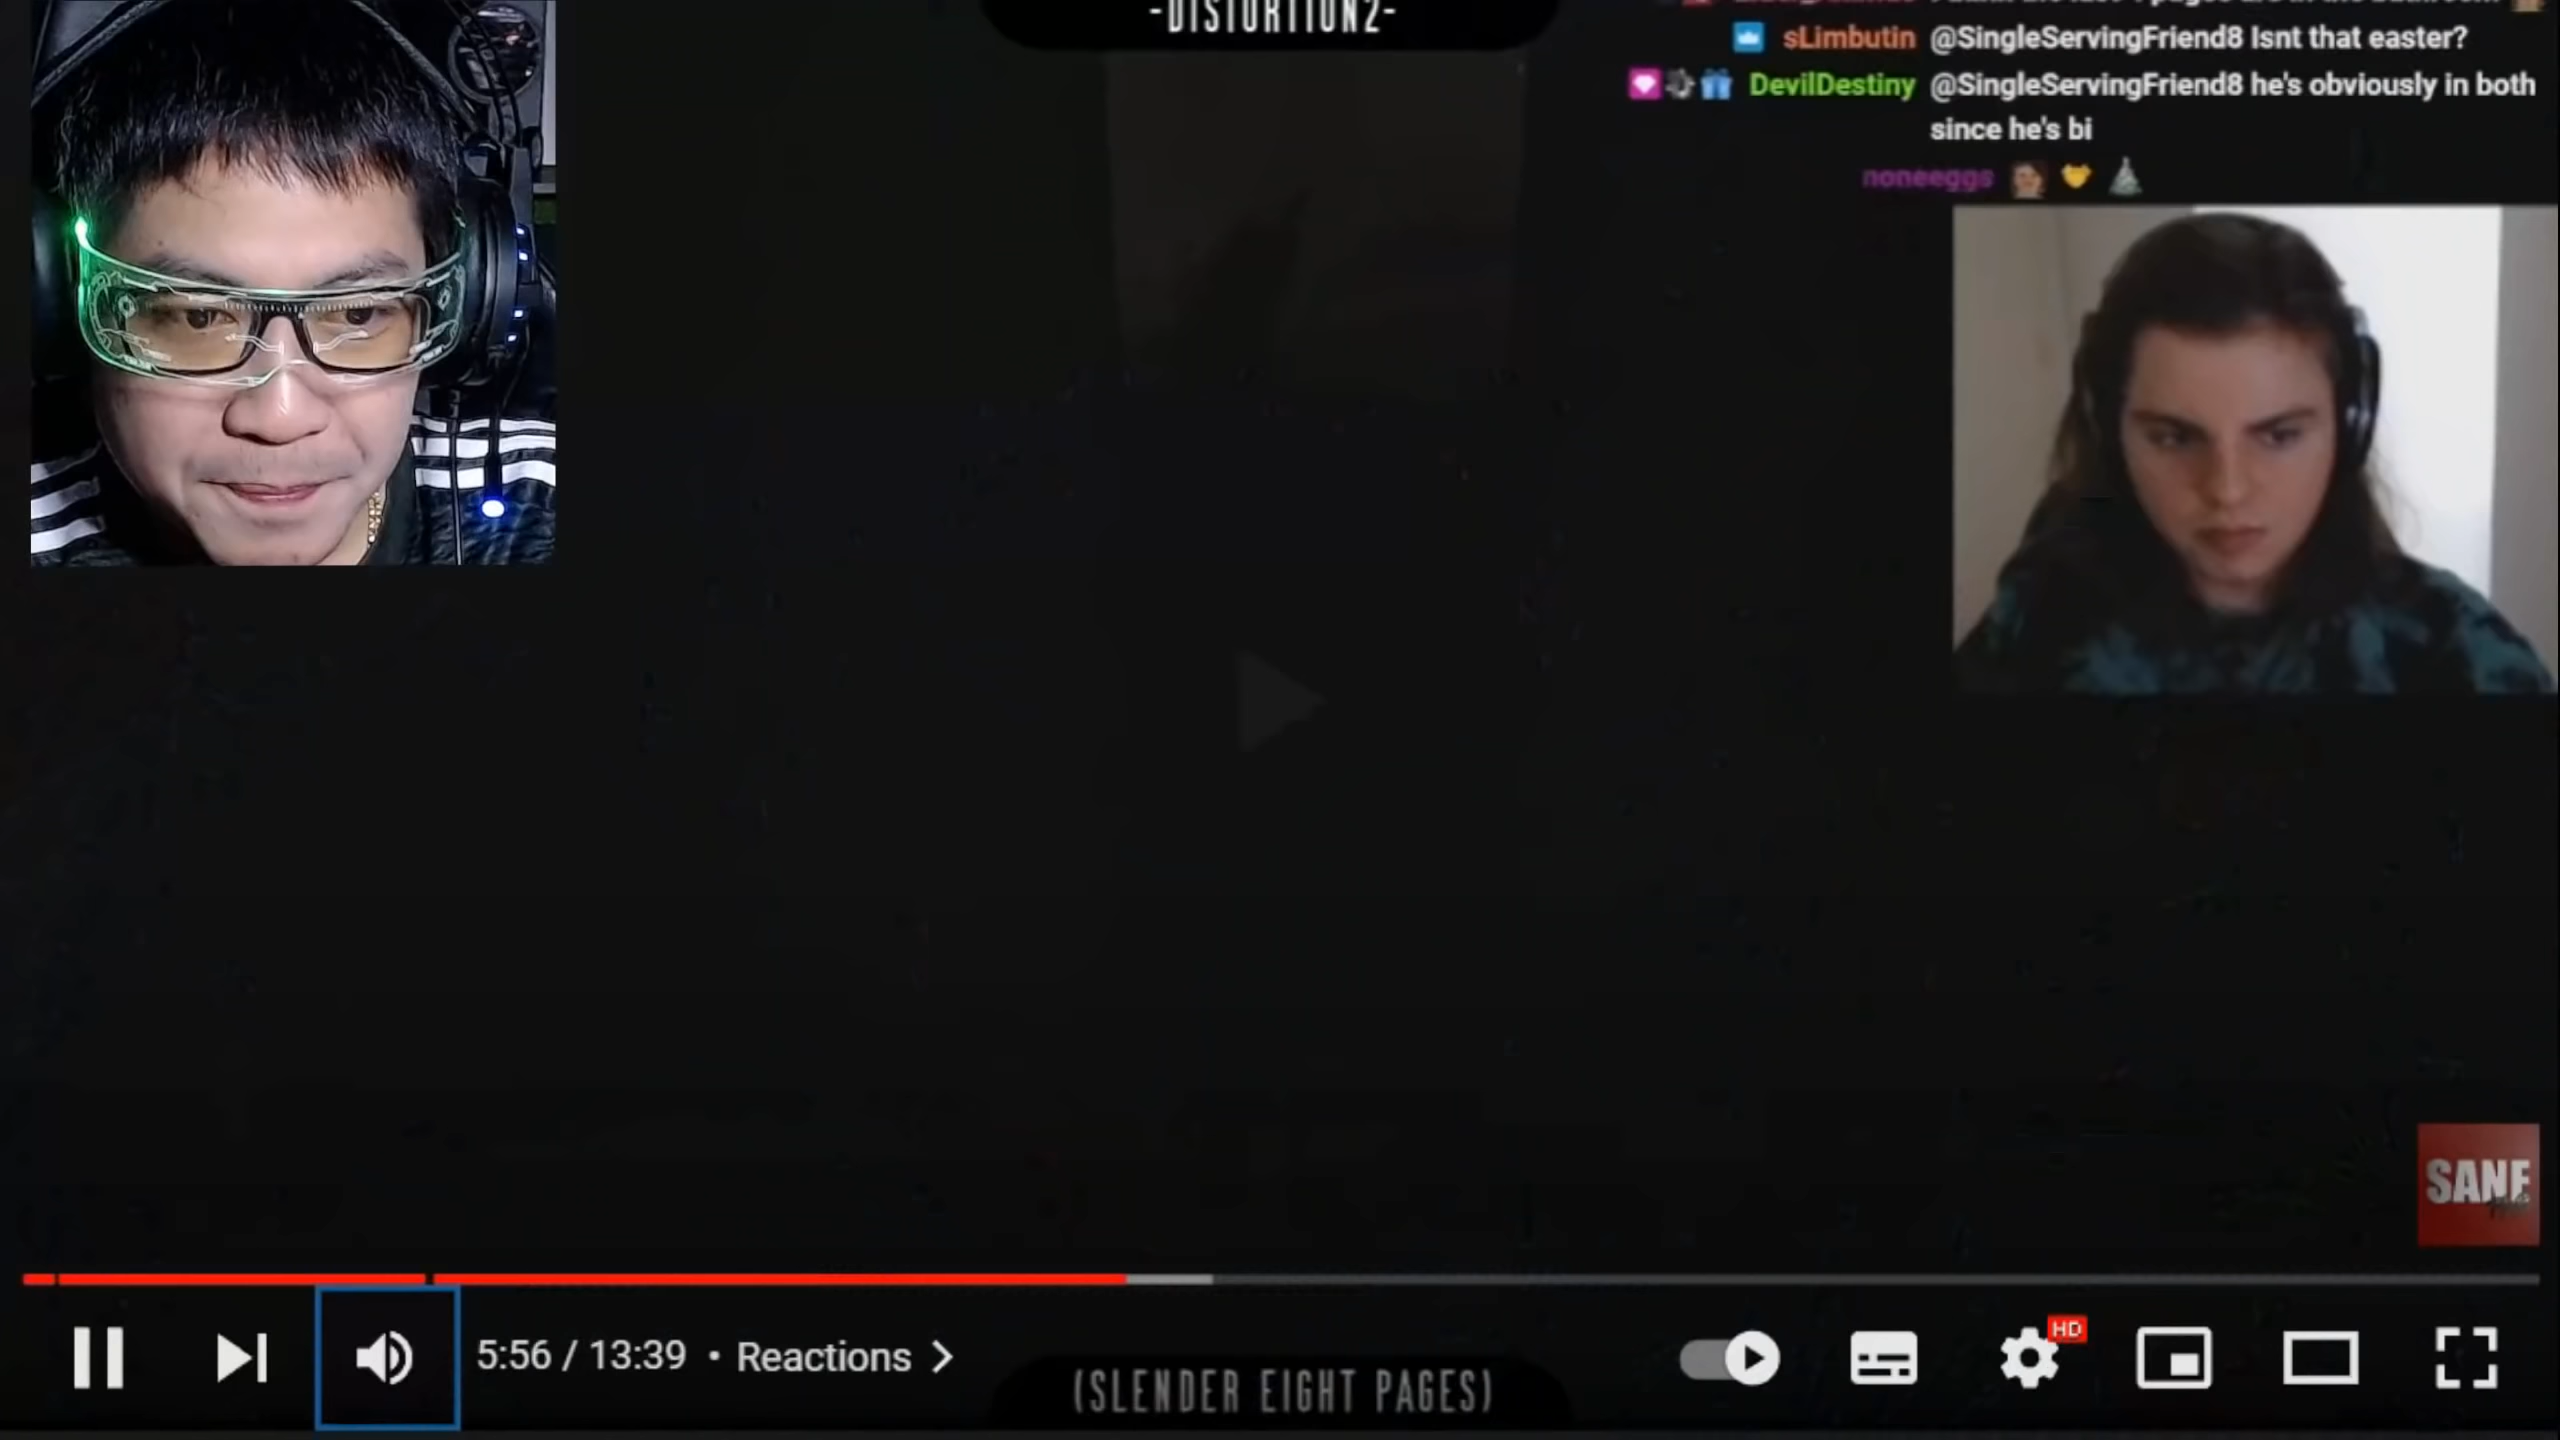 -DISTORTION2-
sLimbutin @SingleServingFriend8 Isnt that easter?
DevilDestiny @SingleServingFriend8 he's obviously in both
since he's bi
noneeggs
SANE
HD
5:56 / 13:39 • Reactions
(SLENDER EIGHT PAGES)